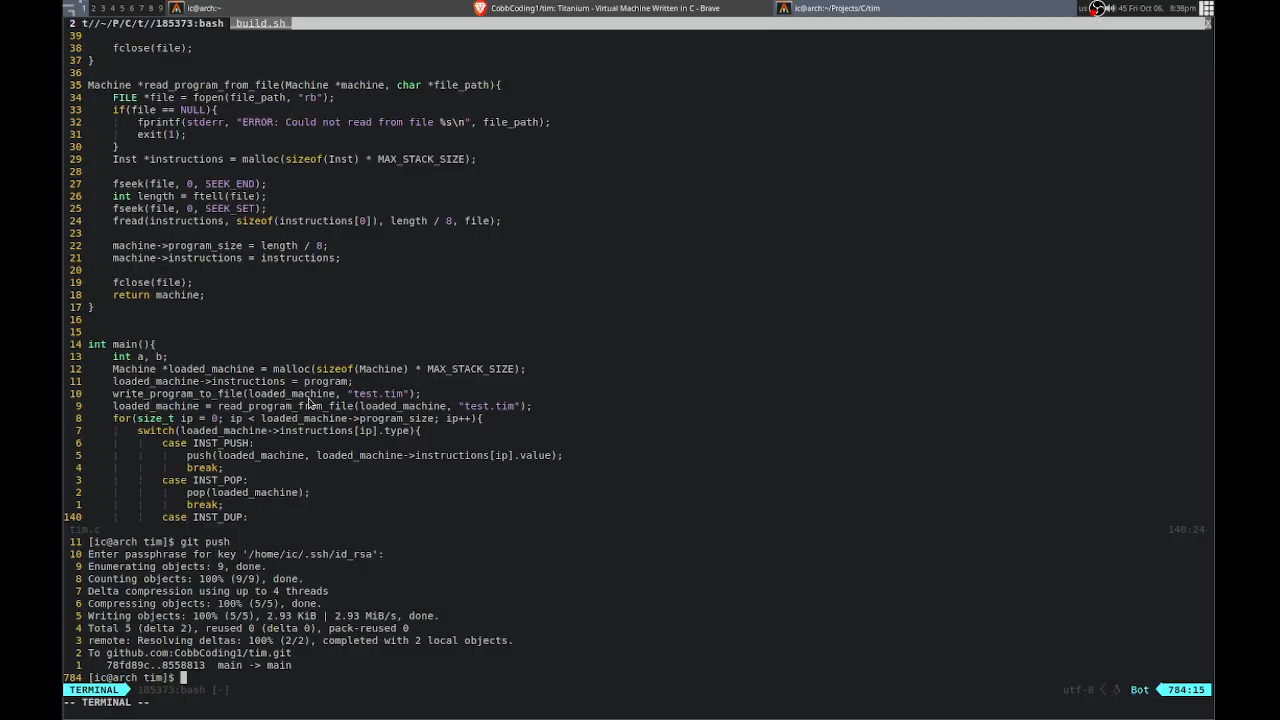 1 2 3 4 5 6 7 8 9 ic@arch:~ CobbCoding1/tim: Titanium - Virtual Machine Written in C - Brave ic@arch:~/Projects/C/tim us 45 Fri Oct 06, 8:38pm
2 t//~/P/C/t//185373:bash build.sh X
39
38 fclose(file);
37 }
36
35 Machine *read_program_from_file(Machine *machine, char *file_path){
34 FILE *file = fopen(file_path, "rb");
33 if(file == NULL){
32 fprintf(stderr, "ERROR: Could not read from file %s\n", file_path);
31 exit(1);
30 }
29 Inst *instructions = malloc(sizeof(Inst) * MAX_STACK_SIZE);
28
27 fseek(file, 0, SEEK_END);
26 int length = ftell(file);
25 fseek(file, 0, SEEK_SET);
24 fread(instructions, sizeof(instructions[0]), length / 8, file);
23
22 machine->program_size = length / 8;
21 machine->instructions = instructions;
20
19 fclose(file);
18 return machine;
17 }
16
15
14 int main(){
13 int a, b;
12 Machine *loaded_machine = malloc(sizeof(Machine) * MAX_STACK_SIZE);
11 loaded_machine->instructions = program;
10 write_program_to_file(loaded_machine, "test.tim");
9 loaded_machine = read_program_from_file(loaded_machine, "test.tim");
8 for(size_t ip = 0; ip < loaded_machine->program_size; ip++){
7 switch(loaded_machine->instructions[ip].type){
6 case INST_PUSH:
5 push(loaded_machine, loaded_machine->instructions[ip].value);
4 break;
3 case INST_POP:
2 pop(loaded_machine);
1 break;
140 case INST_DUP:
tim.c 140:24
11 [ic@arch tim]$ git push
10 Enter passphrase for key '/home/ic/.ssh/id_rsa':
9 Enumerating objects: 9, done.
8 Counting objects: 100% (9/9), done.
7 Delta compression using up to 4 threads
6 Compressing objects: 100% (5/5), done.
5 Writing objects: 100% (5/5), 2.93 KiB | 2.93 MiB/s, done.
4 Total 5 (delta 2), reused 0 (delta 0), pack-reused 0
3 remote: Resolving deltas: 100% (2/2), completed with 2 local objects.
2 To github.com:CobbCoding1/tim.git
1 78fd89c..8558813 main -> main
784 [ic@arch tim]$
TERMINAL 185373:bash [-] utf-8 Bot 784:15
-- TERMINAL --